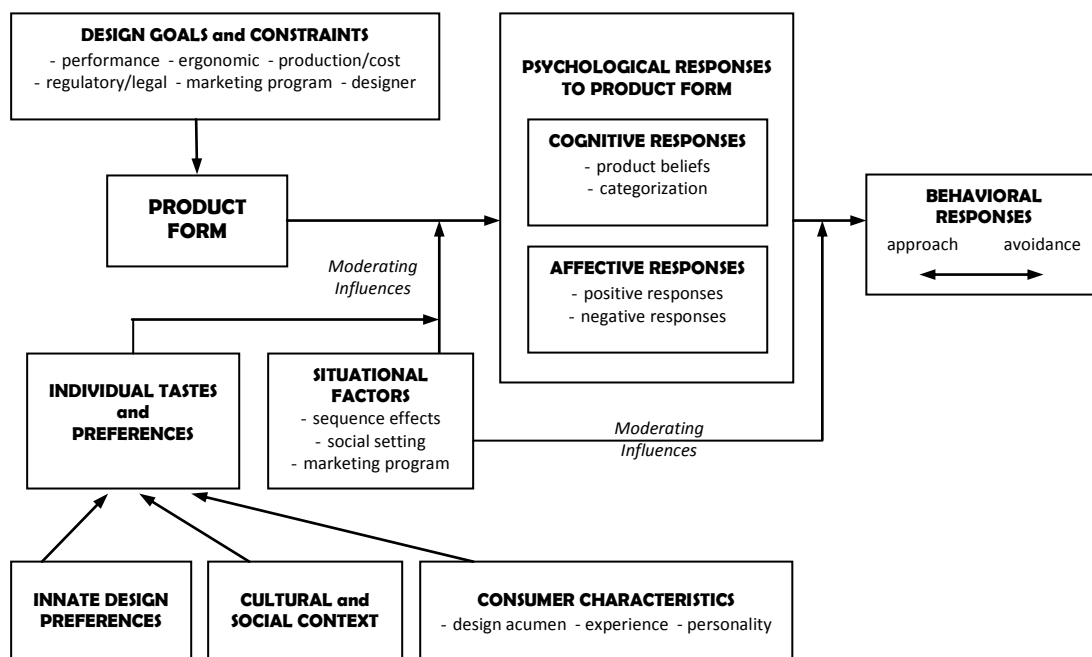 DESIGN GOALS and CONSTRAINTS
- performance - ergonomic - production/cost
- regulatory/legal - marketing program - designer
PRODUCT
FORM
Moderating
Influences
PSYCHOLOGICAL RESPONSES
TO PRODUCT FORM
COGNITIVE RESPONSES
- product beliefs
- categorization
AFFECTIVE RESPONSES
- positive responses
- negative responses
BEHAVIORAL
RESPONSES
approach avoidance
INDIVIDUAL TASTES
and
PREFERENCES
SITUATIONAL
FACTORS
- sequence effects
- social setting
- marketing program
Moderating
Influences
INNATE DESIGN
PREFERENCES
CULTURAL and
SOCIAL CONTEXT
CONSUMER CHARACTERISTICS
- design acumen - experience - personality